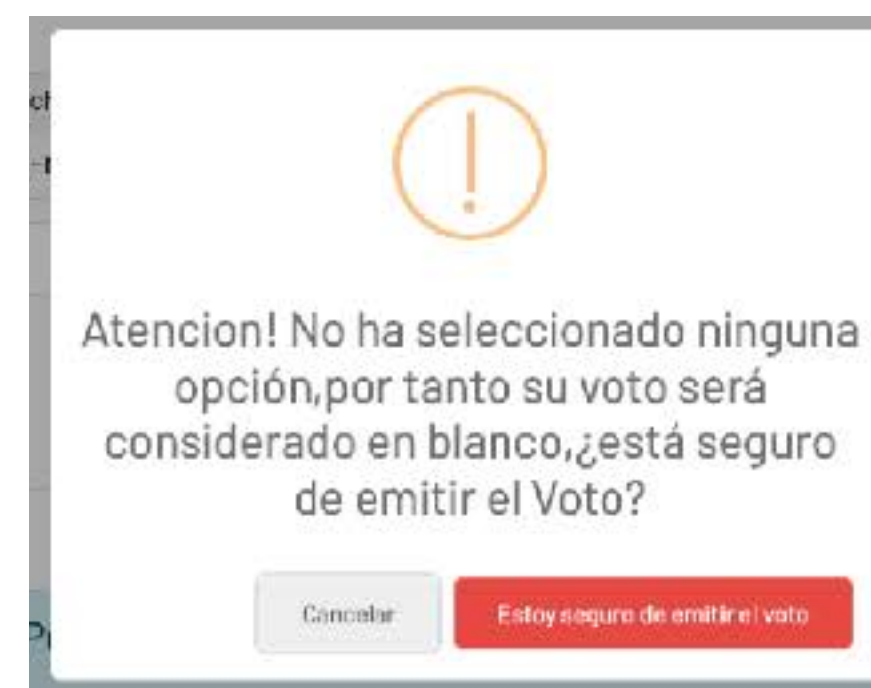 Atencion! No ha seleccionado ninguna
opción,por tanto su voto será
considerado en blanco,¿está seguro
de emitir el Voto?
Cancelar
Estoy seguro de emitir el voto